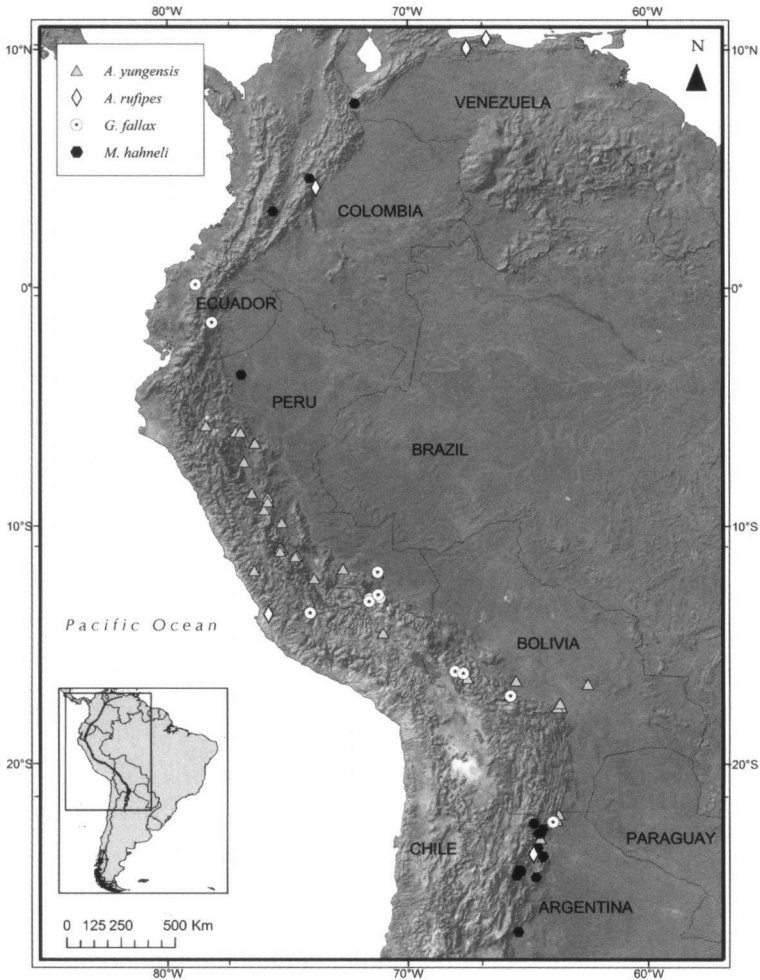 80°W 70°W 60°W
10°N 10°N
N
A. yungensis
A. rufipes
G. fallax
M. hahneli
VENEZUELA
COLOMBIA
0° 0°
ECUADOR
PERU
BRAZIL
10°S 10°S
Pacific Ocean
BOLIVIA
20°S 20°S
CHILE
PARAGUAY
ARGENTINA
0 125 250 500 Km
80°W 70°W 60°W